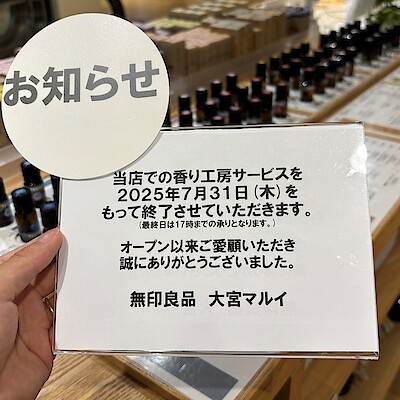 お知らせ
当店での香り工房サービスを
2025年7月31日(木)を
もって終了させていただきます。
(最終日は17時までの承りとなります。)
オープン以来ご愛顧いただき
誠にありがとうございました。
無印良品 大宮マルイ